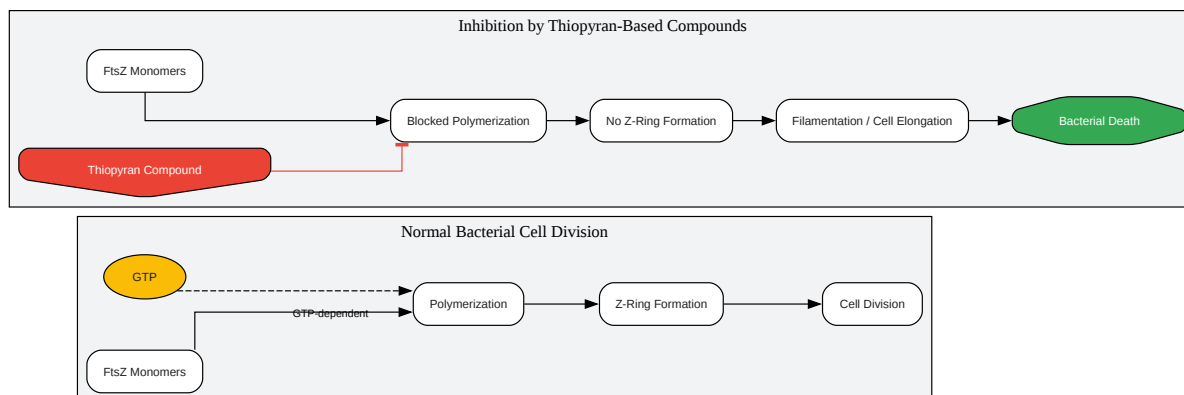 Inhibition by Thiopyran-Based Compounds
FtsZ Monomers
Blocked Polymerization
No Z-Ring Formation
Filamentation / Cell Elongation
Bacterial Death
Thiopyran Compound
Normal Bacterial Cell Division
GTP
Polymerization
Z-Ring Formation
Cell Division
GTP-dependent
FtsZ Monomers